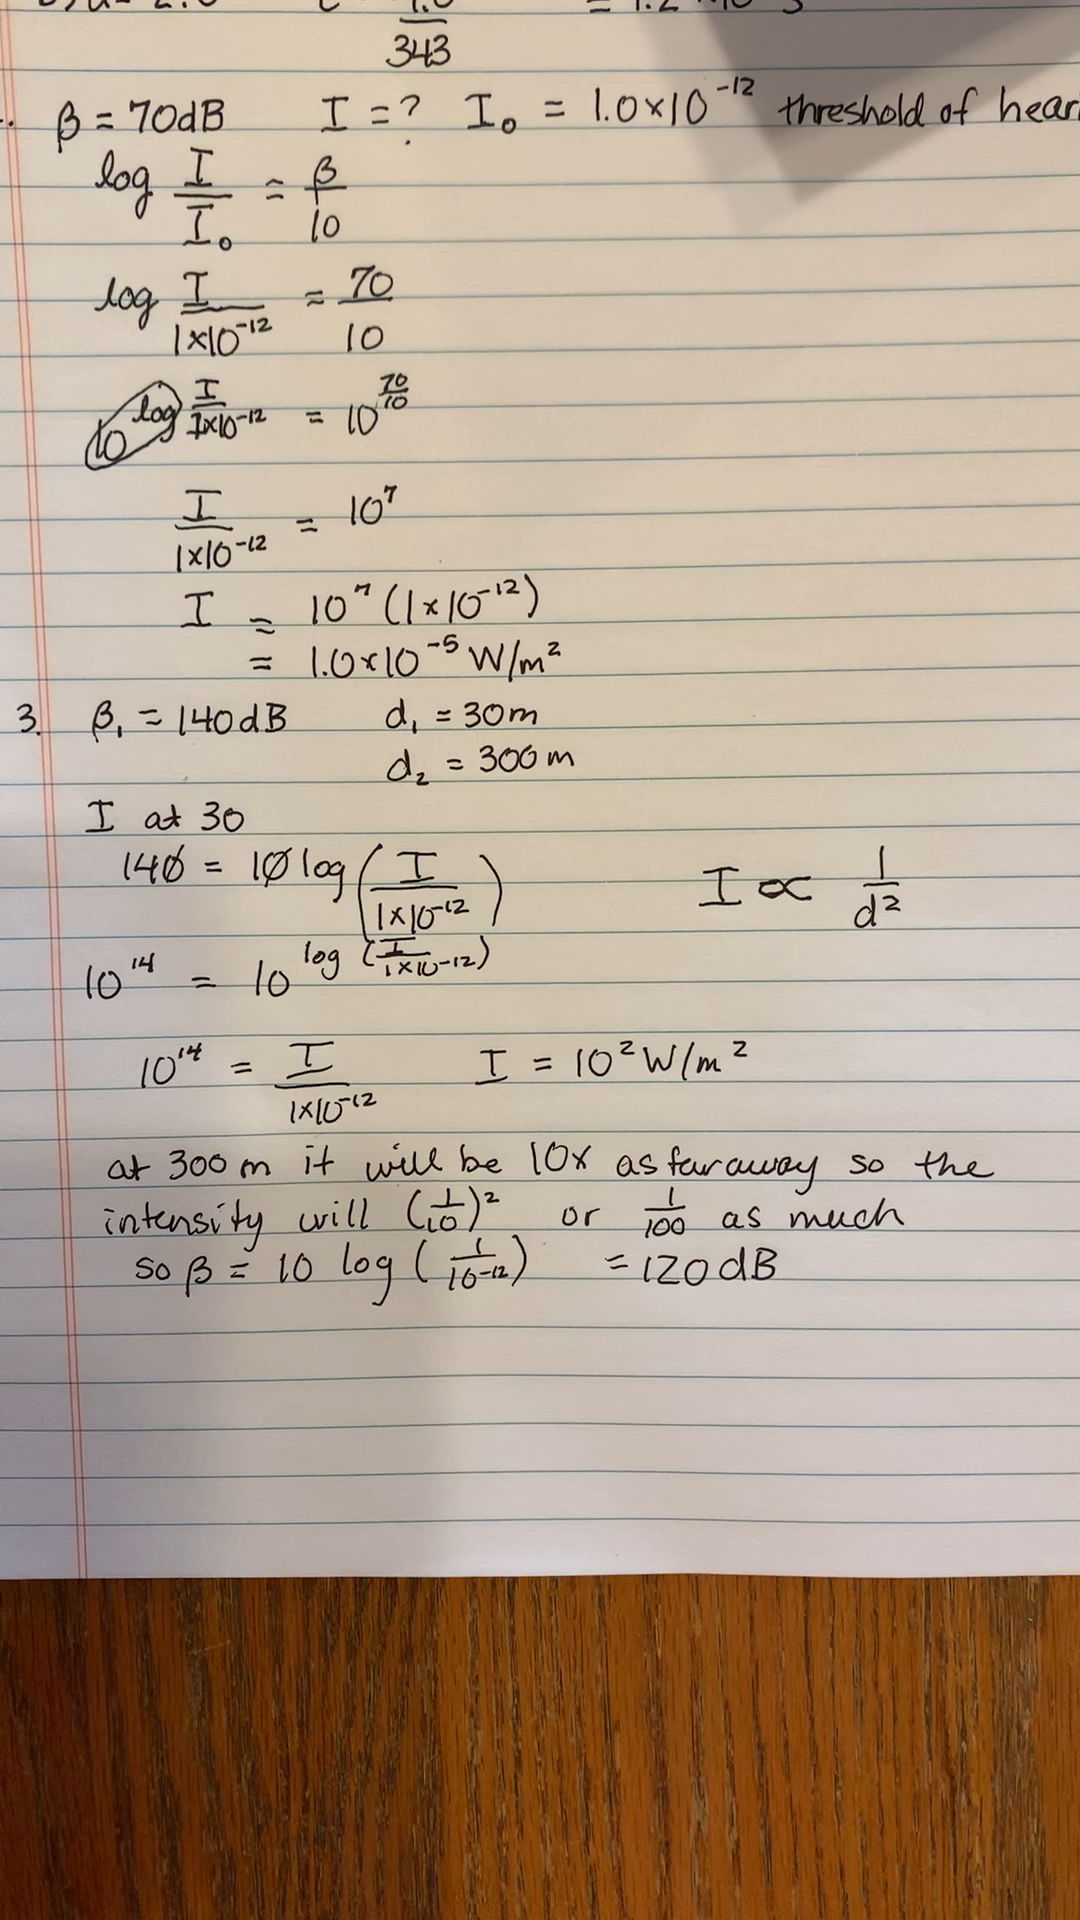 343
β = 70dB I = ? I₀ = 1.0×10⁻¹² threshold of hear
log I/I₀ = β/10
log I/1×10⁻¹² = 70/10
10^log I/1×10⁻¹² = 10^70/10
I/1×10⁻¹² = 10⁷
I = 10⁷ (1×10⁻¹²)
= 1.0×10⁻⁵ W/m²
3. β₁ = 140dB d₁ = 30m
d₂ = 300m
I at 30
140 = 10 log (I/1×10⁻¹²) I ∝ 1/d²
10¹⁴ = 10^log (I/1×10⁻¹²)
10¹⁴ = I/1×10⁻¹² I = 10² W/m²
at 300m it will be 10x as far away so the
intensity will (1/10)² or 1/100 as much
so β = 10 log (1/10⁻¹²) = 120dB